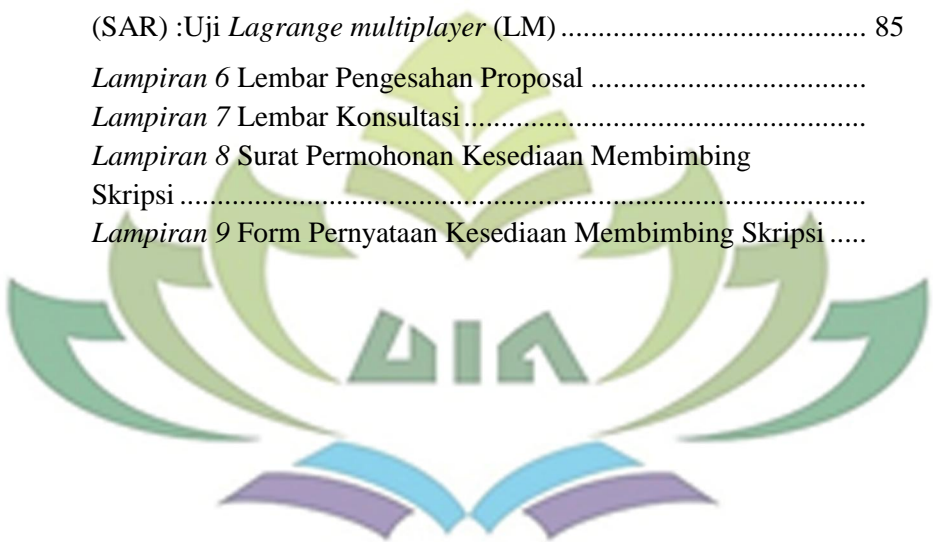 (SAR) :Uji Lagrange multiplayer (LM) ....................................... 85
Lampiran 6 Lembar Pengesahan Proposal ...................................
Lampiran 7 Lembar Konsultasi ....................................................
Lampiran 8 Surat Permohonan Kesediaan Membimbing
Skripsi ..........................................................................................
Lampiran 9 Form Pernyataan Kesediaan Membimbing Skripsi .....
UIN